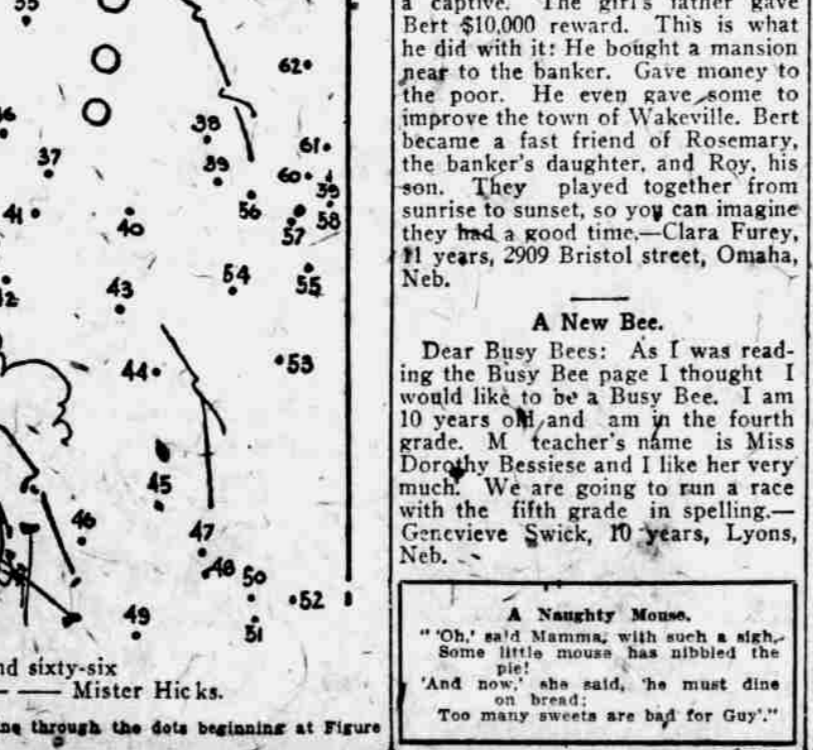 35
62
36
38
61
37
39
60
39
41
40
56
57
58
54
55
42
43
44
53
45
46
47
48
50
52
49
51
nd sixty-six
Mister Hicks.
ne through the dots beginning at Figure
a captive. The girl's father gave
Bert $10,000 reward. This is what
he did with it: He bought a mansion
near to the banker. Gave money to
the poor. He even gave some to
improve the town of Wakeville. Bert
became a fast friend of Rosemary,
the banker's daughter, and Roy, his
son. They played together from
sunrise to sunset, so you can imagine
they had a good time.—Clara Furey,
11 years, 2909 Bristol street, Omaha,
Neb.
A New Bee.
Dear Busy Bees: As I was read-
ing the Busy Bee page I thought I
would like to be a Busy Bee. I am
10 years old and am in the fourth
grade. M teacher's name is Miss
Dorothy Bessiese and I like her very
much. We are going to run a race
with the fifth grade in spelling.—
Genevieve Swick, 10 years, Lyons,
Neb.
A Naughty Mouse.
"'Oh,' said Mamma, with such a sigh,
Some little mouse has nibbled the
pie!
'And now,' she said, 'he must dine
on bread;
Too many sweets are bad for Guy'."